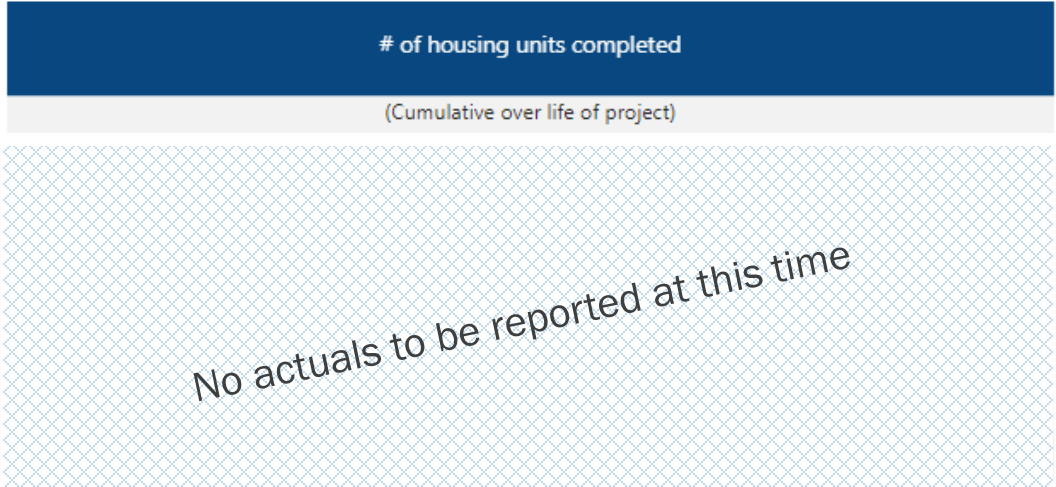 # of housing units completed
(Cumulative over life of project)
No actuals to be reported at this time